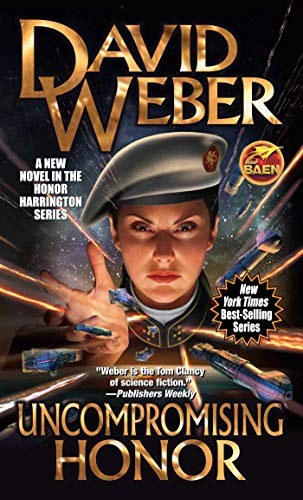 DAVID
WEBER
A NEW
NOVEL IN THE
HONOR
HARRINGTON
SERIES
BAEN
New
York Times
Best-Selling
Series
"Weber is the Tom Clancy
of science fiction."
—Publishers Weekly
UNCOMPROMISING
HONOR